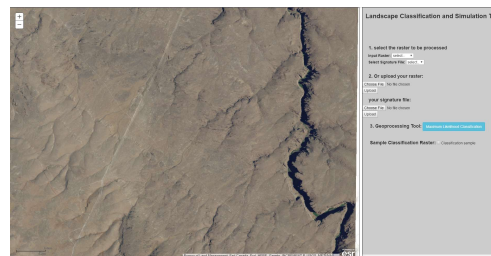 +
−
Landscape Classification and Simulation T
1. select the raster to be processed
Input Raster: select
Select Signature File: select
2. Or upload your raster:
Choose File No file chosen
Upload
your signature file:
Choose File No file chosen
Upload
3. Geoprocessing Tool: Maximum Likelihood Classification
Sample Classification Raster: Classification sample
esri